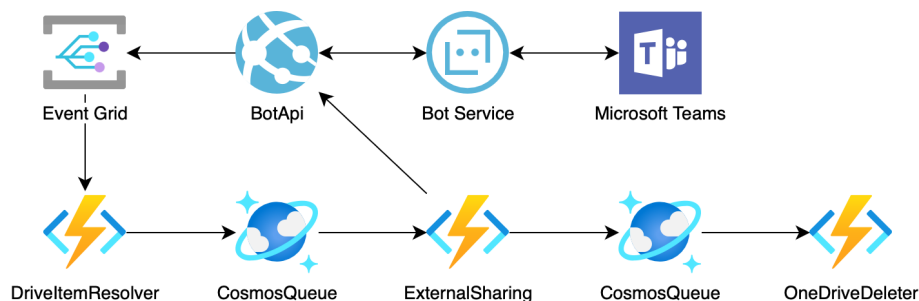 Event Grid
BotApi
Bot Service
Microsoft Teams
DriveItemResolver
CosmosQueue
ExternalSharing
CosmosQueue
OneDriveDeleter